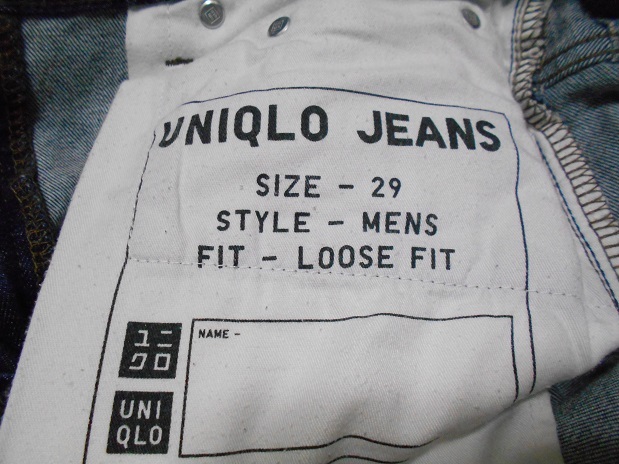 UNIQLO JEANS
SIZE - 29
STYLE - MENS
FIT - LOOSE FIT
NAME -
ユニ
クロ
UNI
QLO